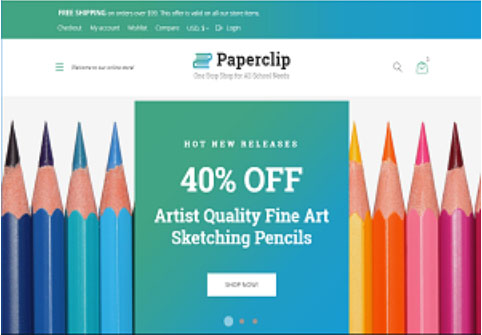 FREE SHIPPING on orders over $99. This offer is valid on all our store items.
Checkout My account Wishlist Compare USD, $ Login
Welcome to our online store!
Paperclip
One Stop Shop for All School Needs
HOT NEW RELEASES
40% OFF
Artist Quality Fine Art
Sketching Pencils
SHOP NOW!